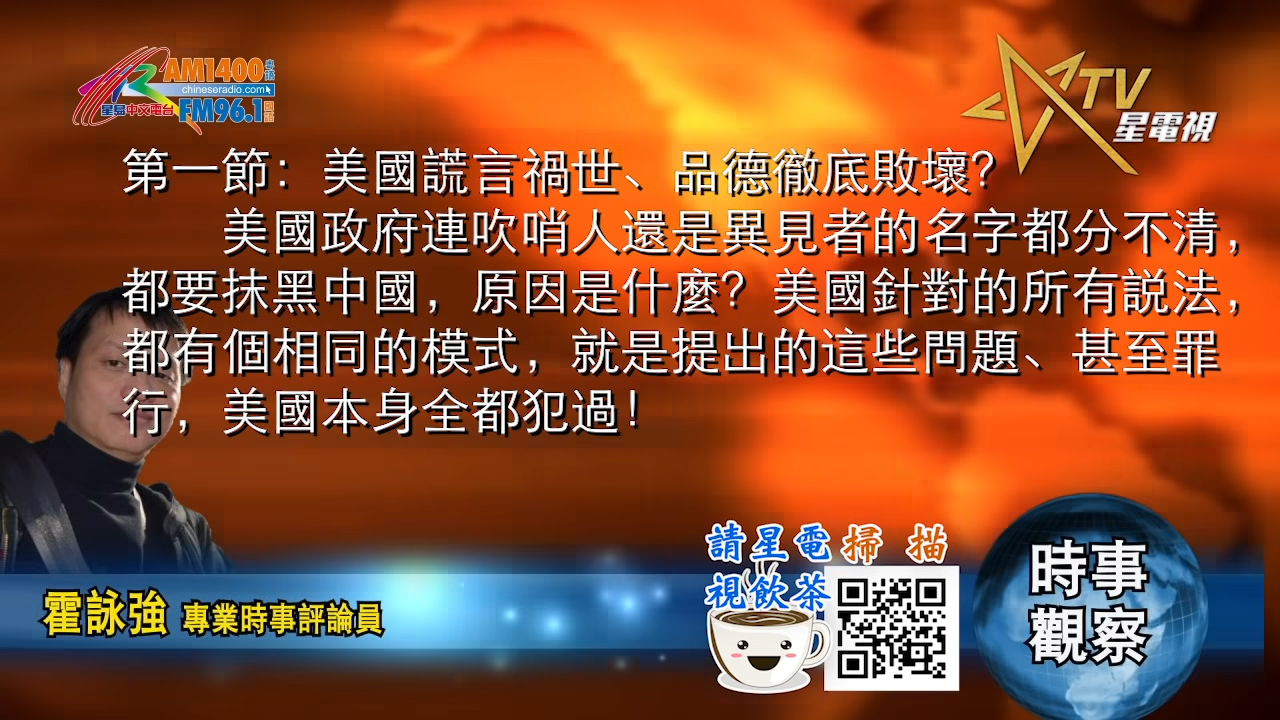 AM1400 粵語
chineseradio.com
星島中文電台 FM96.1 國語
TV
星電視
第一節：美國謊言禍世、品德徹底敗壞？
美國政府連吹哨人還是異見者的名字都分不清，
都要抹黑中國，原因是什麼？美國針對的所有説法，
都有個相同的模式，就是提出的這些問題、甚至罪
行，美國本身全都犯過！
請星電掃描
視飲茶
時事
觀察
霍詠強 專業時事評論員